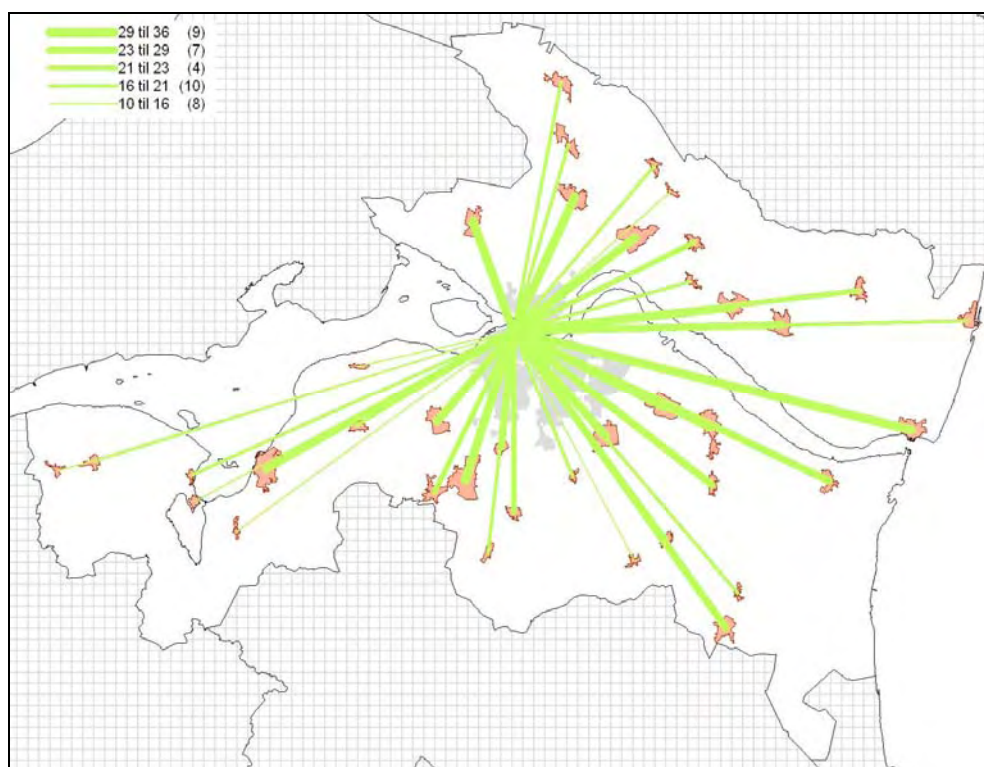 29 til 36 (9)
23 til 29 (7)
21 til 23 (4)
16 til 21 (10)
10 til 16 (8)